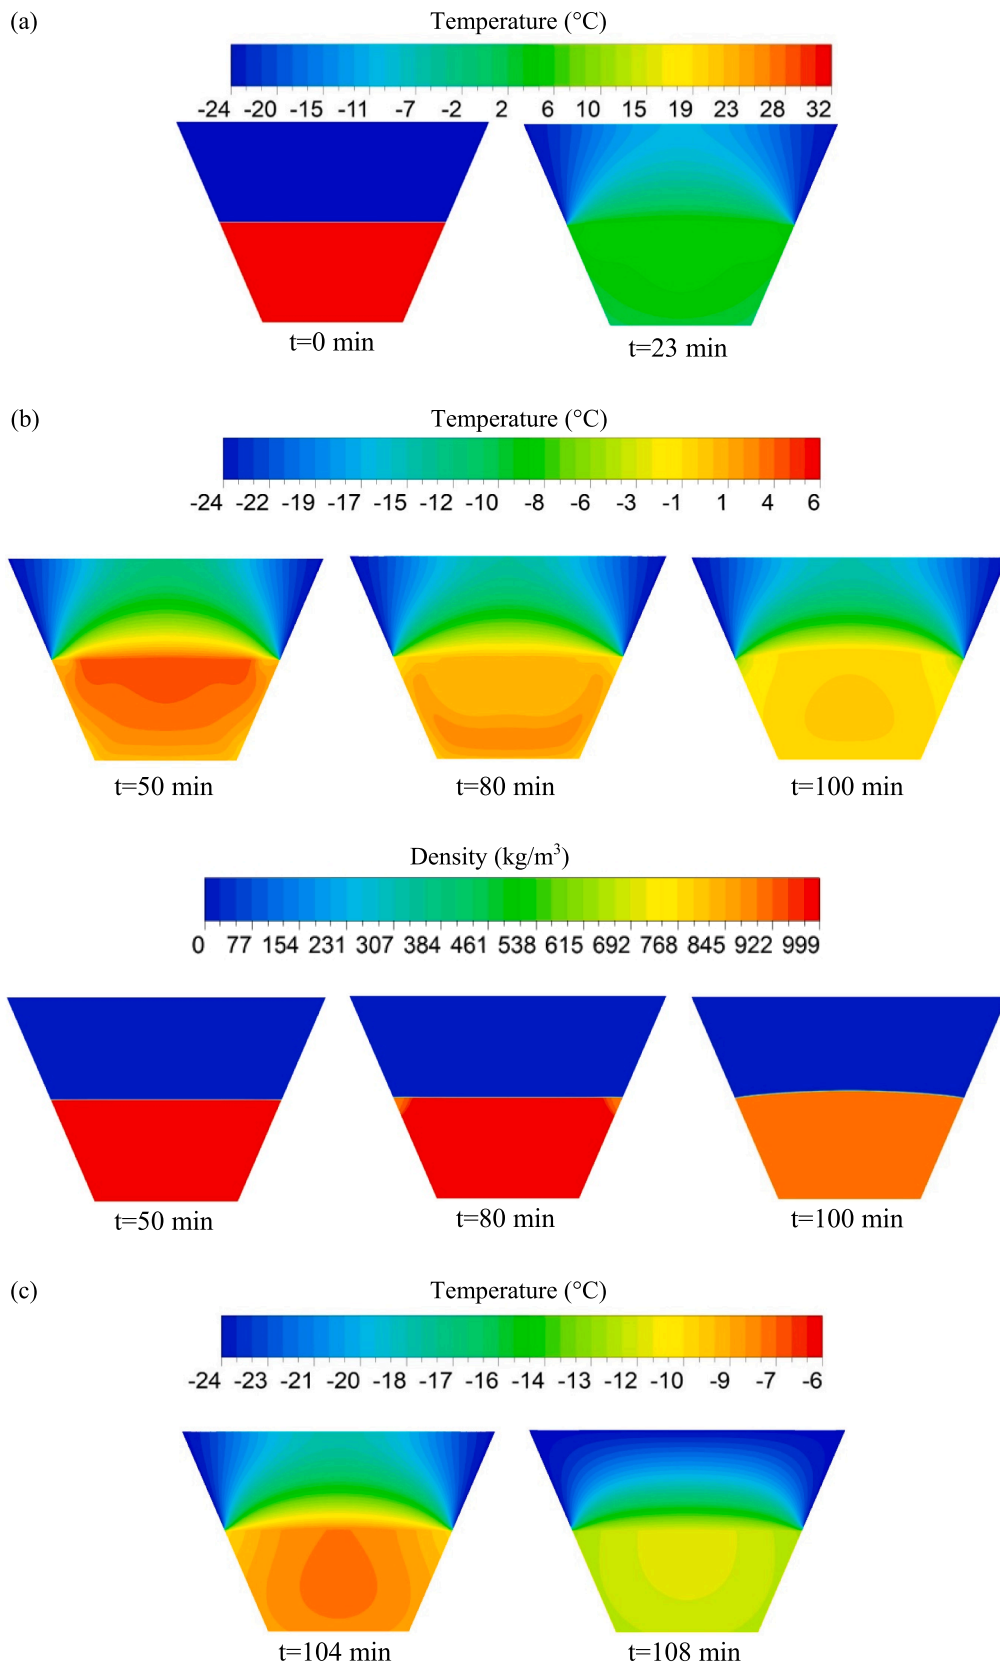 (a)
Temperature (°C)
-24 -20 -15 -11 -7 -2 2 6 10 15 19 23 28 32
t=0 min
t=23 min
(b)
Temperature (°C)
-24 -22 -19 -17 -15 -12 -10 -8 -6 -3 -1 1 4 6
t=50 min
t=80 min
t=100 min
Density (kg/m³)
0 77 154 231 307 384 461 538 615 692 768 845 922 999
t=50 min
t=80 min
t=100 min
(c)
Temperature (°C)
-24 -23 -21 -20 -18 -17 -16 -14 -13 -12 -10 -9 -7 -6
t=104 min
t=108 min